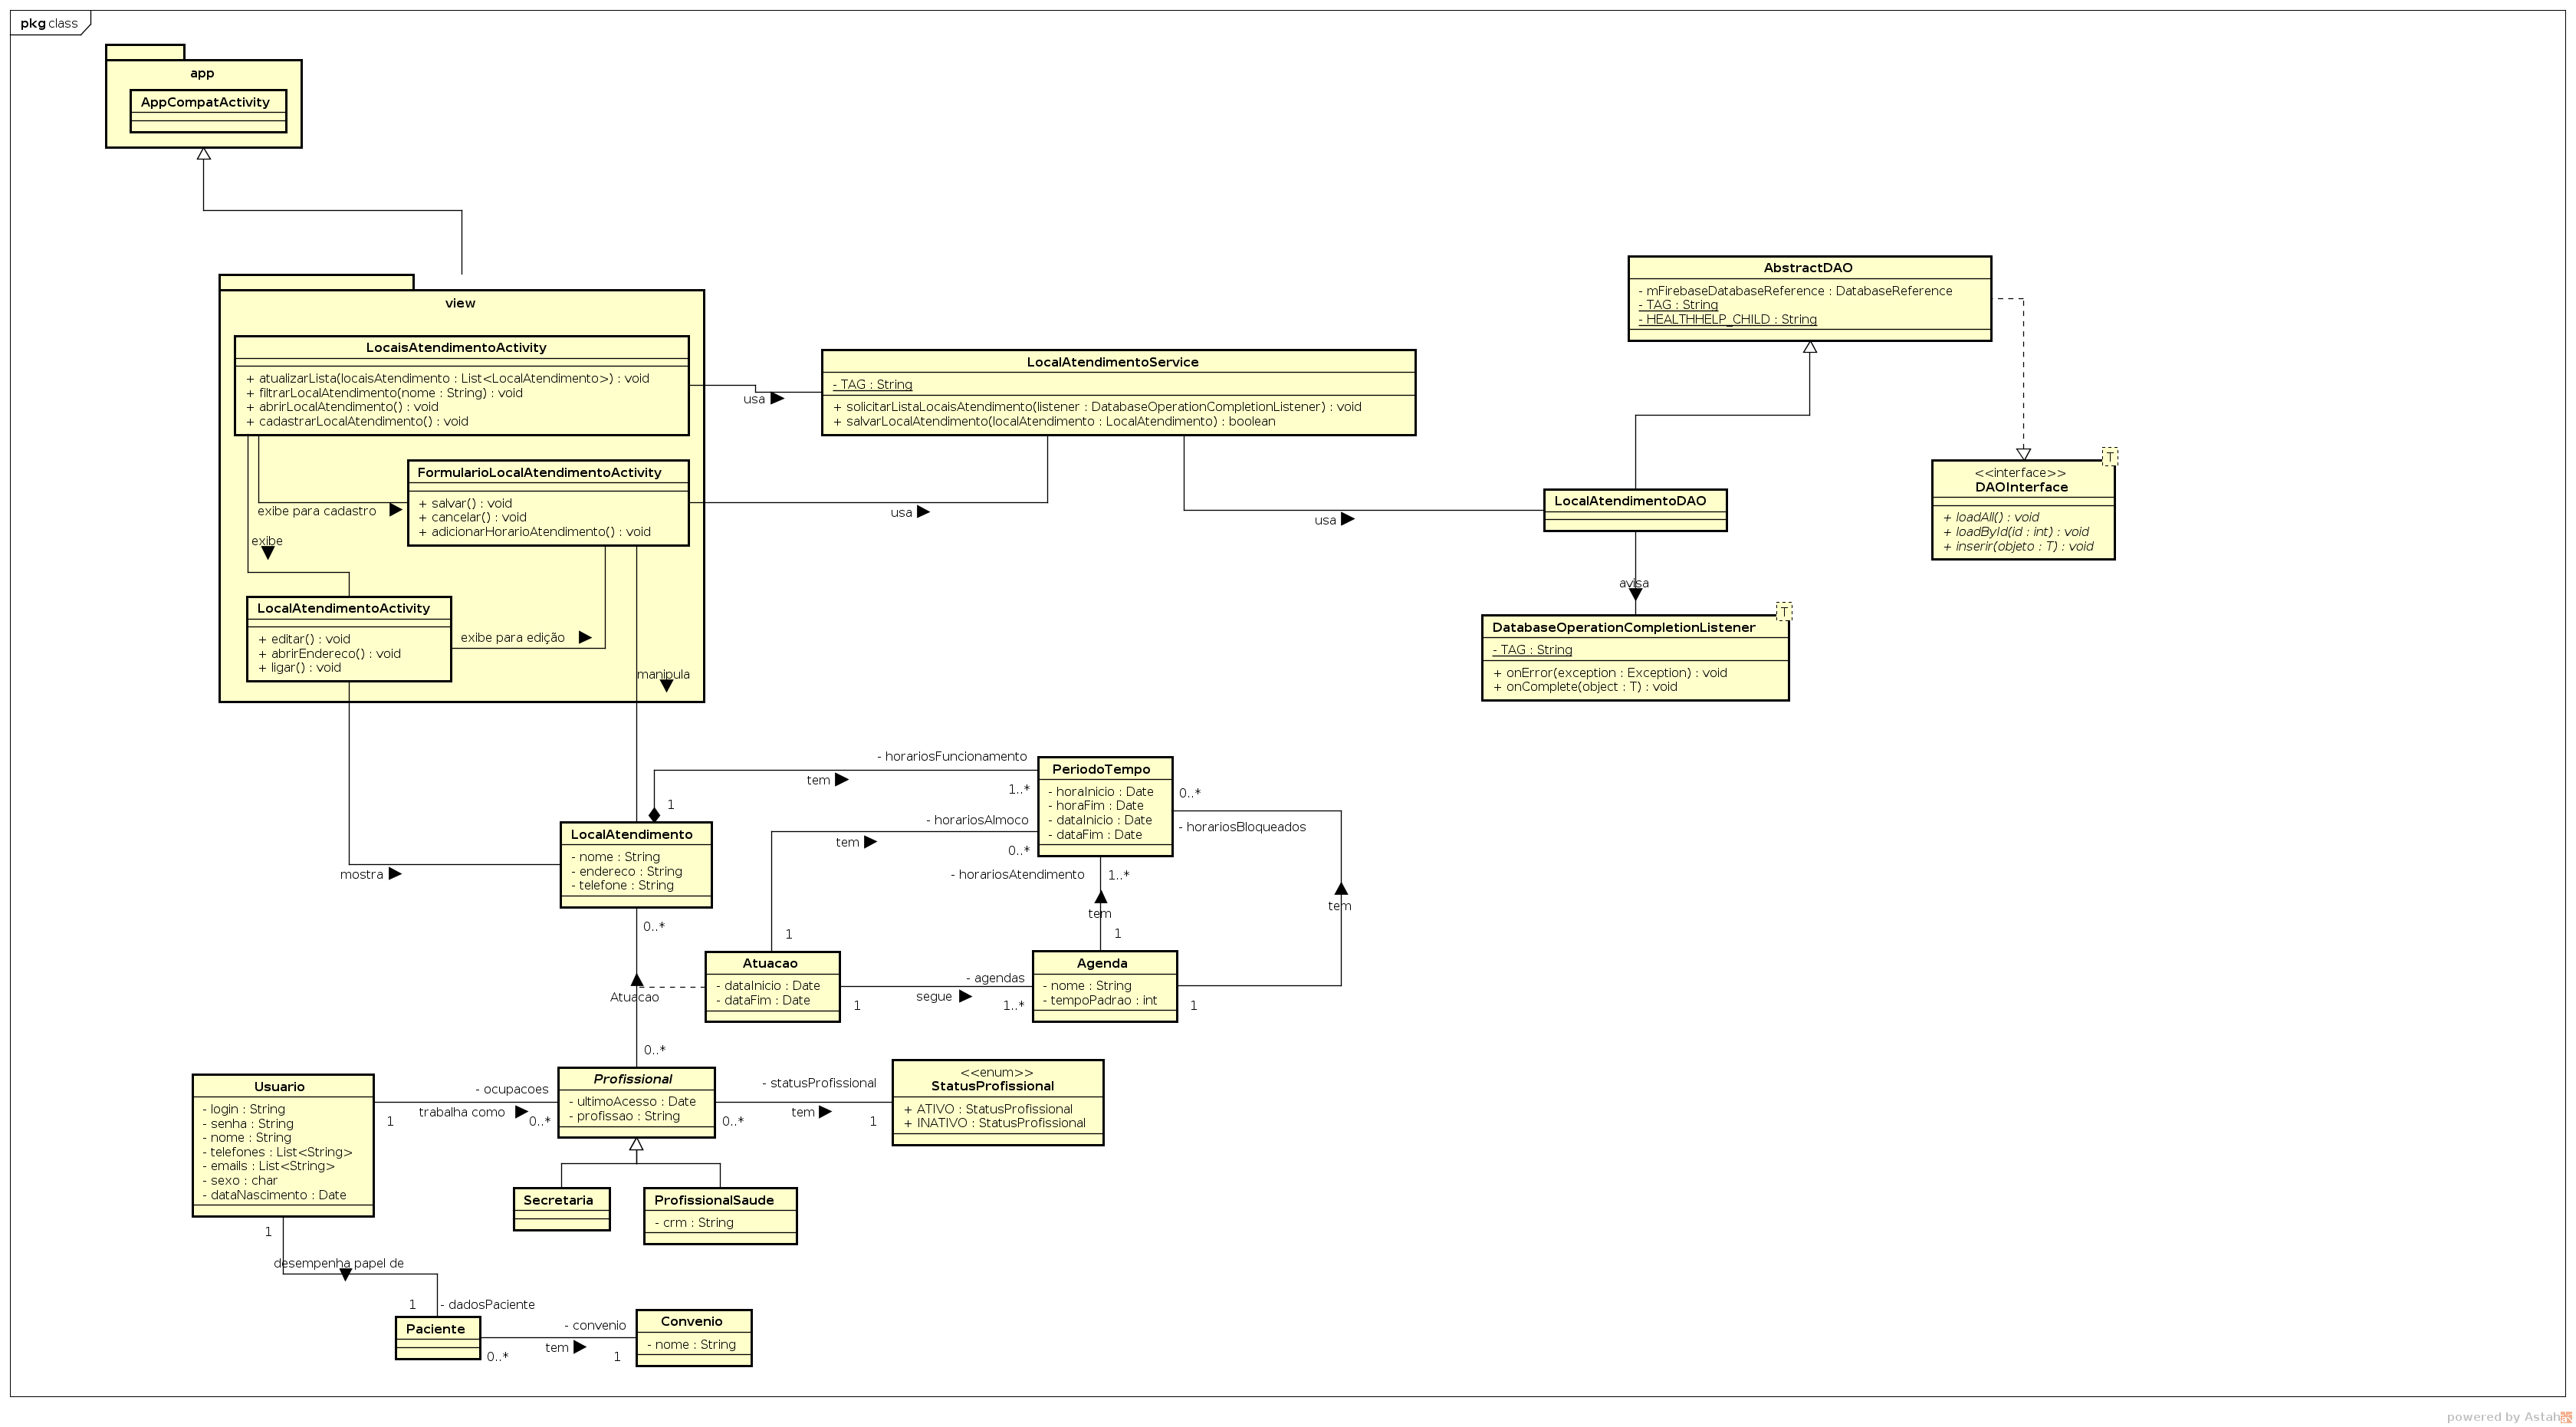 pkg class
app
AppCompatActivity
view
LocaisAtendimentoActivity
+ atualizarLista(locaisAtendimento : List<LocalAtendimento>) : void
+ filtrarLocalAtendimento(nome : String) : void
+ abrirLocalAtendimento() : void
+ cadastrarLocalAtendimento() : void
usa
LocalAtendimentoService
- TAG : String
+ solicitarListaLocaisAtendimento(listener : DatabaseOperationCompletionListener) : void
+ salvarLocalAtendimento(localAtendimento : LocalAtendimento) : boolean
AbstractDAO
- mFirebaseDatabaseReference : DatabaseReference
- TAG : String
- HEALTHHELP_CHILD : String
FormularioLocalAtendimentoActivity
+ salvar() : void
+ cancelar() : void
+ adicionarHorarioAtendimento() : void
exibe para cadastro
exibe
usa
usa
LocalAtendimentoDAO
T
<<interface>>
DAOInterface
+ loadAll() : void
+ loadById(id : int) : void
+ inserir(objeto : T) : void
avisa
LocalAtendimentoActivity
+ editar() : void
+ abrirEndereco() : void
+ ligar() : void
exibe para edição
manipula
T
DatabaseOperationCompletionListener
- TAG : String
+ onError(exception : Exception) : void
+ onComplete(object : T) : void
- horariosFuncionamento
tem
1..*
1
PeriodoTempo
- horaInicio : Date
- horaFim : Date
- dataInicio : Date
- dataFim : Date
0..*
- horariosBloqueados
- horariosAlmoco
tem
0..*
LocalAtendimento
- nome : String
- endereco : String
- telefone : String
mostra
- horariosAtendimento
1..*
tem
tem
0..*
1
1
Atuacao
Atuacao
- dataInicio : Date
- dataFim : Date
- agendas
segue
1
1..*
Agenda
- nome : String
- tempoPadrao : int
1
0..*
Usuario
- login : String
- senha : String
- nome : String
- telefones : List<String>
- emails : List<String>
- sexo : char
- dataNascimento : Date
- ocupacoes
trabalha como
1
0..*
Profissional
- ultimoAcesso : Date
- profissao : String
- statusProfissional
tem
0..*
1
<<enum>>
StatusProfissional
+ ATIVO : StatusProfissional
+ INATIVO : StatusProfissional
Secretaria
ProfissionalSaude
- crm : String
1
desempenha papel de
1
- dadosPaciente
Paciente
- convenio
tem
0..*
1
Convenio
- nome : String
powered by Astah